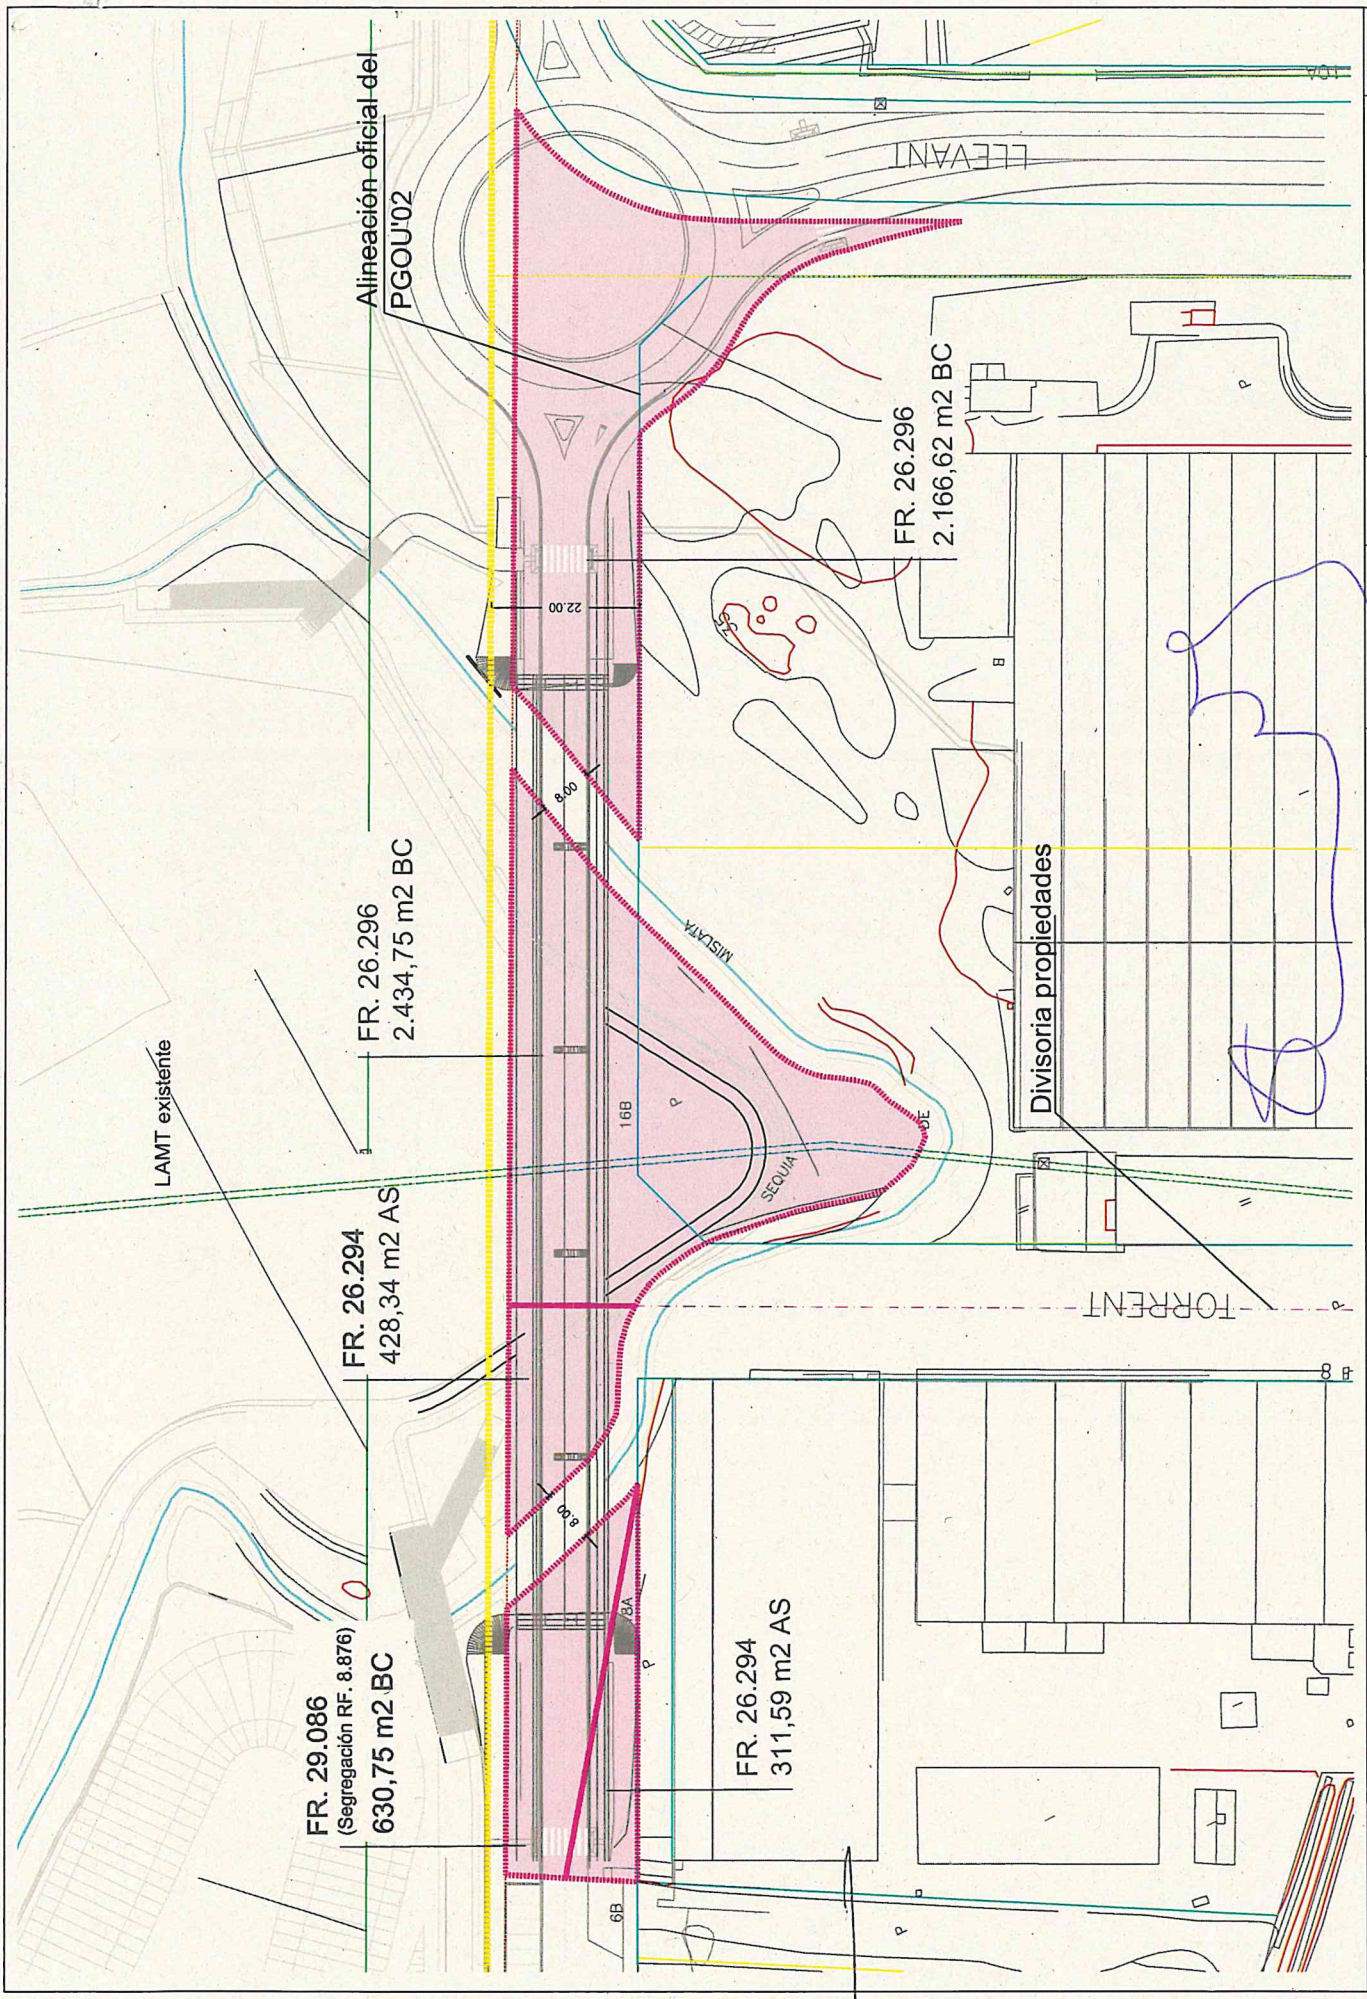 Alineación oficial del
PGOU'02
LLEVANT
FR. 26.296
2.166,62 m2 BC
22.00
8.00
FR. 26.296
2.434,75 m2 BC
MISLATA
DE
SEQUIA
16B
P
Divisoria propiedades
LAMT existente
FR. 26.294
428,34 m2 AS
TORRENT
8.00
FR. 29.086
(Segregación RF. 8.876)
630,75 m2 BC
FR. 26.294
311,59 m2 AS
8A
P
6B
P
P
P
B
8